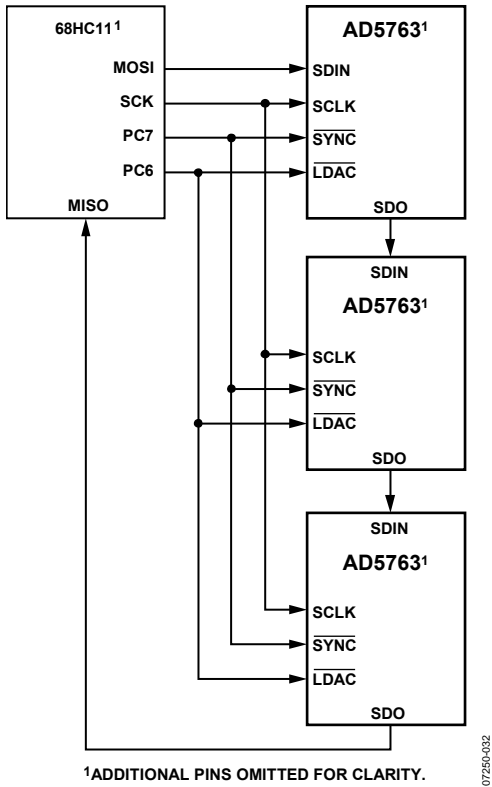 68HC11¹
MOSI
SCK
PC7
PC6
MISO
AD5763¹
SDIN
SCLK
SYNC
LDAC
SDO
SDIN
AD5763¹
SCLK
SYNC
LDAC
SDO
SDIN
AD5763¹
SCLK
SYNC
LDAC
SDO
¹ADDITIONAL PINS OMITTED FOR CLARITY.
07250-032